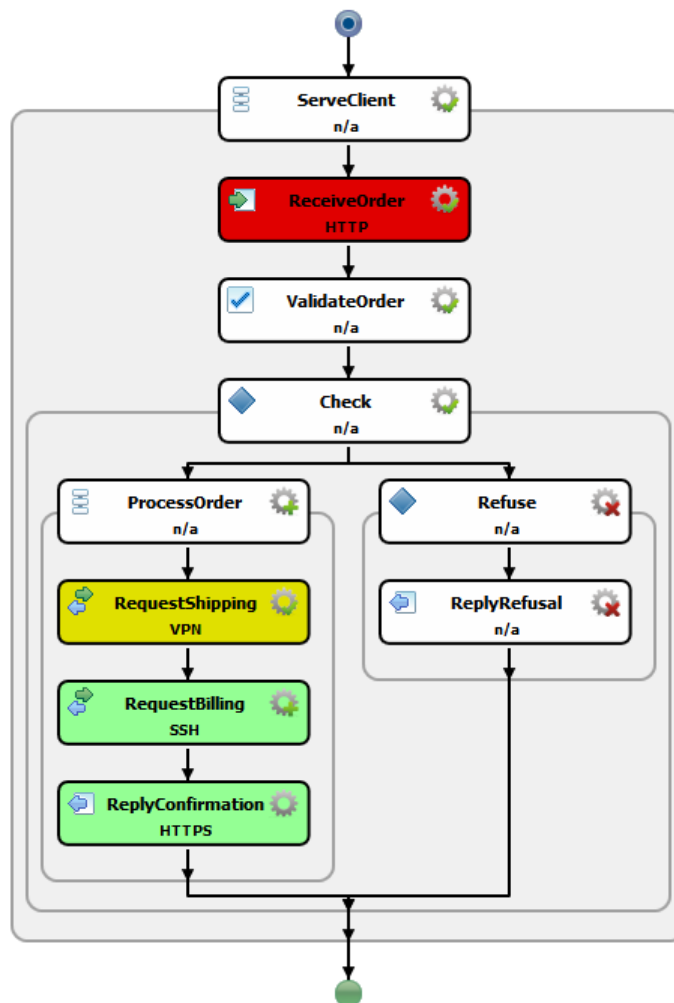 ServeClient
n/a
ReceiveOrder
HTTP
ValidateOrder
n/a
Check
n/a
ProcessOrder
n/a
Refuse
n/a
RequestShipping
VPN
ReplyRefusal
n/a
RequestBilling
SSH
ReplyConfirmation
HTTPS